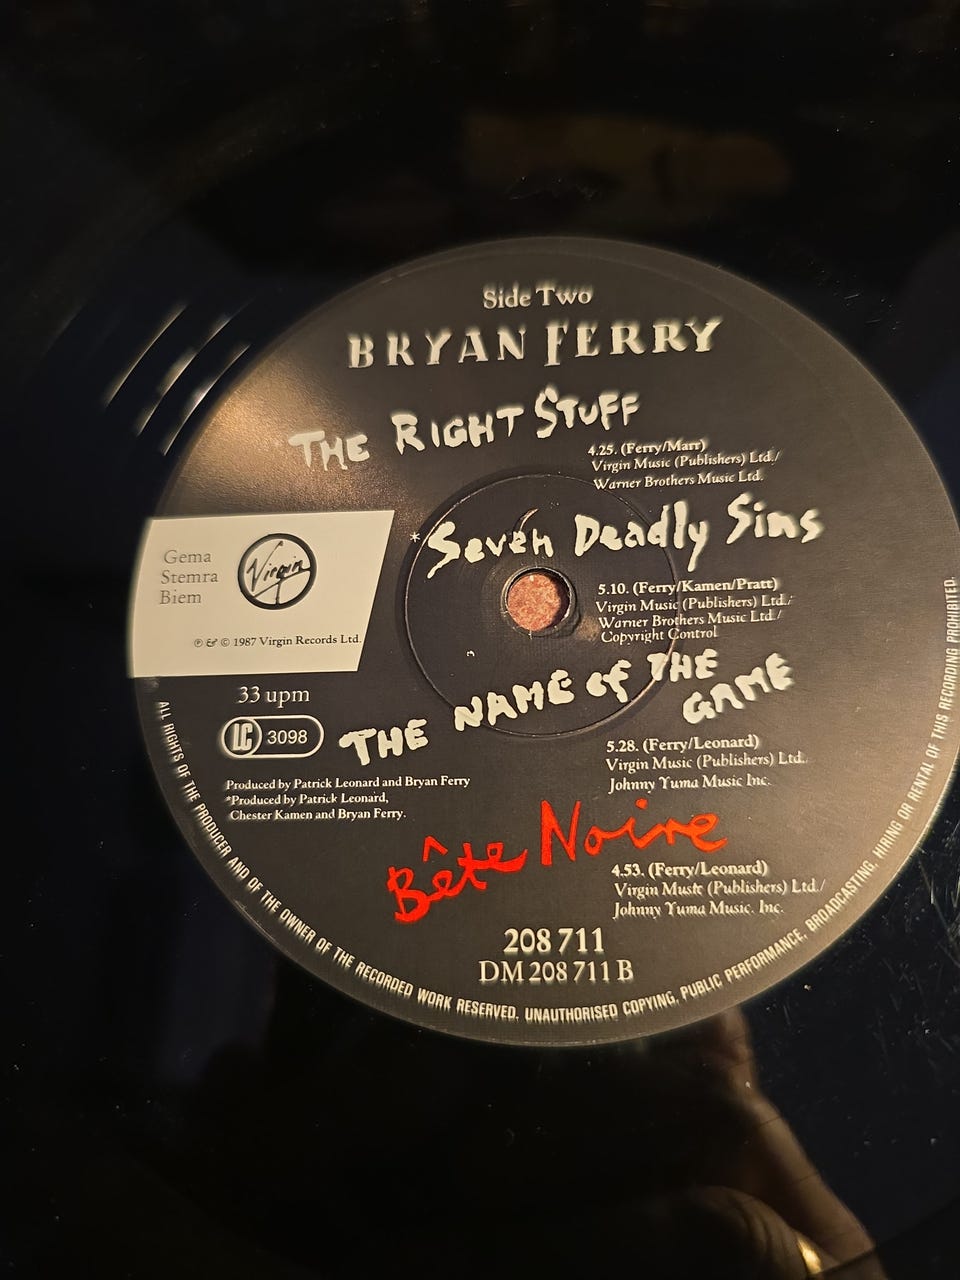 Side Two
BRYAN FERRY
THE RIGHT STUFF
4.25. (Ferry/Marr)
Virgin Music (Publishers) Ltd./
Warner Brothers Music Ltd.
*Seven Deadly Sins
5.10. (Ferry/Kamen/Pratt)
Virgin Music (Publishers) Ltd./
Warner Brothers Music Ltd./
Copyright Control
Gema
Stemra
Biem
Virgin
℗ & © 1987 Virgin Records Ltd.
33 upm
LC 3098
THE NAME of THE
GAME
5.28. (Ferry/Leonard)
Virgin Music (Publishers) Ltd.
Johnny Yuma Music Inc.
Produced by Patrick Leonard and Bryan Ferry
*Produced by Patrick Leonard,
Chester Kamen and Bryan Ferry.
Bête Noire
4.53. (Ferry/Leonard)
Virgin Music (Publishers) Ltd./
Johnny Yuma Music. Inc.
208 711
DM 208 711 B
ALL RIGHTS OF THE PRODUCER AND OF THE OWNER OF THE RECORDED WORK RESERVED. UNAUTHORISED COPYING, PUBLIC PERFORMANCE, BROADCASTING, HIRING OR RENTAL OF THIS RECORDING PROHIBITED.